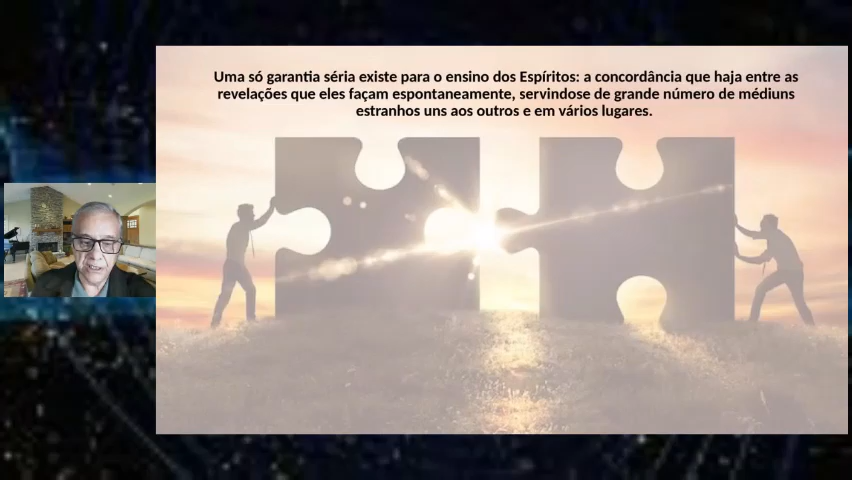 Uma só garantia séria existe para o ensino dos Espíritos: a concordância que haja entre as
revelações que eles façam espontaneamente, servindose de grande número de médiuns
estranhos uns aos outros e em vários lugares.